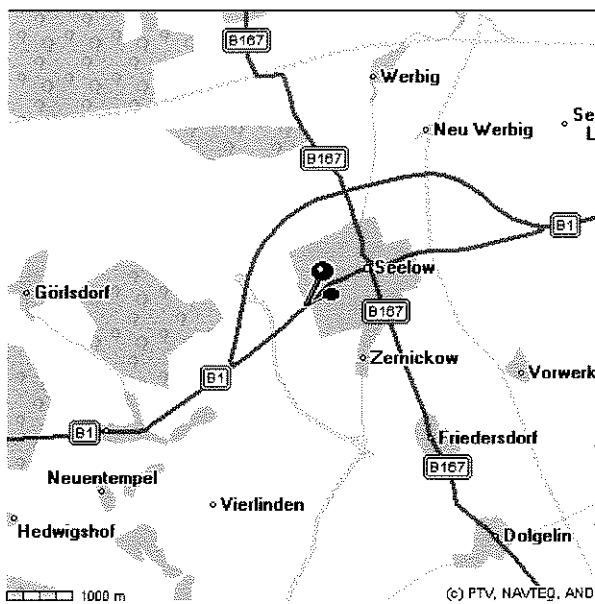 B167
Werbig
Se
L
Neu Werbig
B167
B1
Seelow
Görlsdorf
B167
Zernickow
B1
Vorwerk
B1
Friedersdorf
B167
Neuentempel
Vierlinden
Hedwigshof
Dolgelin
1000 m
(c) PTV, NAVTEQ, AND